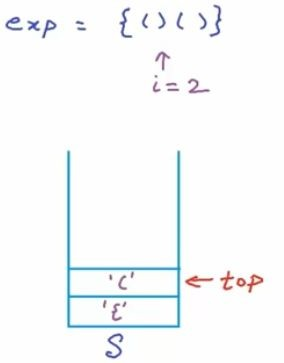 exp = {()()}
↑
i = 2
'(' ← top
'{'
S